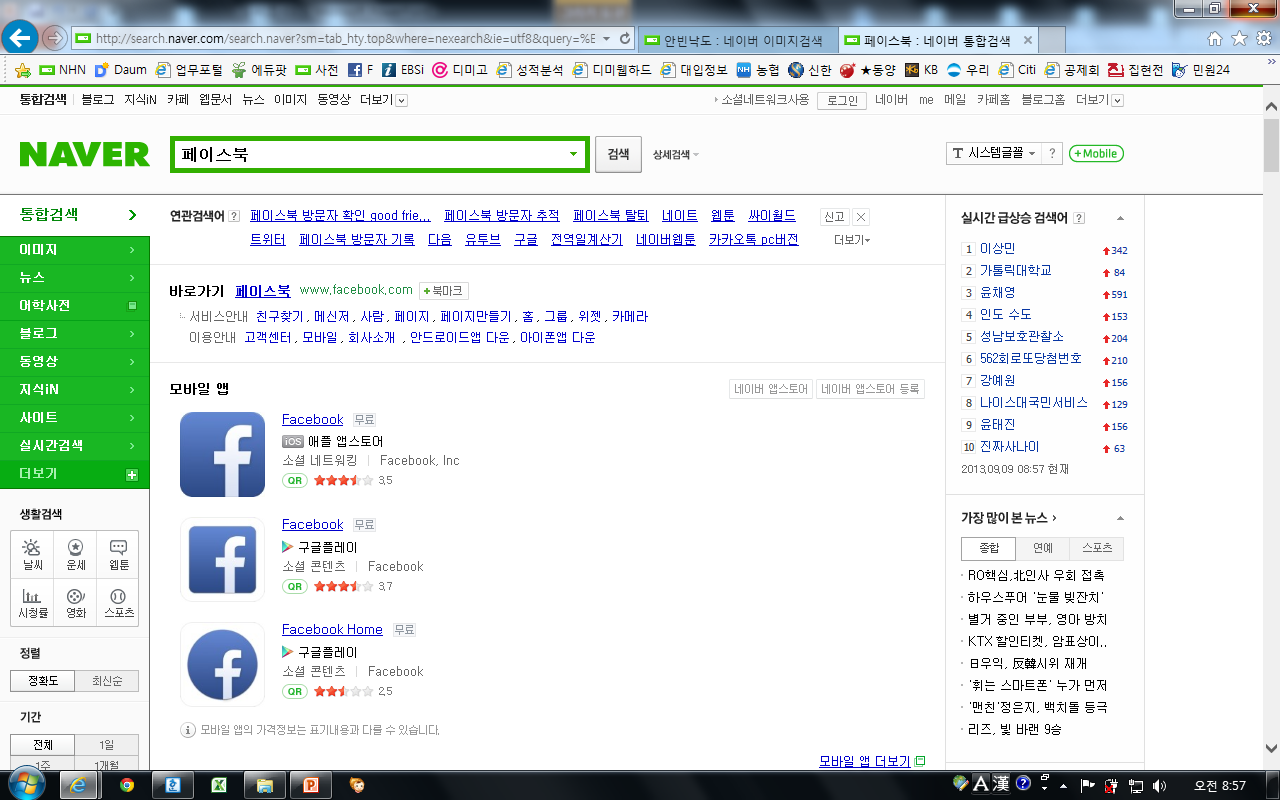 http://search.naver.com/search.naver?sm=tab_hty.top&where=nexearch&ie=utf8&query=%E
안빈낙도 : 네이버 이미지검색
페이스북 : 네이버 통합검색
NHN Daum 업무포털 에듀팟 사전 F EBSi 디미고 성적분석 디미웹하드 대입정보 농협 신한 ★동양 KB 우리 Citi 공제회 집현전 민원24
통합검색 블로그 지식iN 카페 웹문서 뉴스 이미지 동영상 더보기
소셜네트워크사용 로그인 네이버 me 메일 카페홈 블로그홈 더보기
NAVER 페이스북 검색 상세검색
T 시스템글꼴 ? +Mobile
통합검색
이미지
뉴스
어학사전
블로그
동영상
지식iN
사이트
실시간검색
더보기
생활검색
날씨 운세 웹툰
시청률 영화 스포츠
정렬
정확도 최신순
기간
전체 1일
1주 1개월
연관검색어 ? 페이스북 방문자 확인 good frie... 페이스북 방문자 추적 페이스북 탈퇴 네이트 웹툰 싸이월드 신고
트위터 페이스북 방문자 기록 다음 유투브 구글 전역일계산기 네이버웹툰 카카오톡 pc버전 더보기
바로가기 페이스북 www.facebook.com +북마크
서비스안내 친구찾기, 메신저, 사람, 페이지, 페이지만들기, 홈, 그룹, 위젯, 카메라
이용안내 고객센터, 모바일, 회사소개 , 안드로이드앱 다운, 아이폰앱 다운
모바일 앱 네이버 앱스토어 네이버 앱스토어 등록
Facebook 무료
iOS 애플 앱스토어
소셜 네트워킹 Facebook, Inc
QR 3,5
Facebook 무료
구글플레이
소셜 콘텐츠 Facebook
QR 3,7
Facebook Home 무료
구글플레이
소셜 콘텐츠 Facebook
QR 2,5
모바일 앱의 가격정보는 표기내용과 다를 수 있습니다.
모바일 앱 더보기
실시간 급상승 검색어 ?
1 이상민 342
2 가톨릭대학교 84
3 윤채영 591
4 인도 수도 153
5 성남보호관찰소 204
6 562회로또당첨번호 210
7 강예원 156
8 나이스대국민서비스 129
9 윤태진 156
10 진짜사나이 63
2013.09.09 08:57 현재
가장 많이 본 뉴스
종합 연예 스포츠
RO핵심,北인사 우회 접촉
하우스푸어 '눈물 빚잔치'
별거 중인 부부, 영아 방치
KTX 할인티켓, 암표상이..
日우익, 反韓시위 재개
'휘는 스마트폰' 누가 먼저
'맨친'정은지, 백치돌 등극
리즈, 빛 바랜 9승
A 漢 오전 8:57